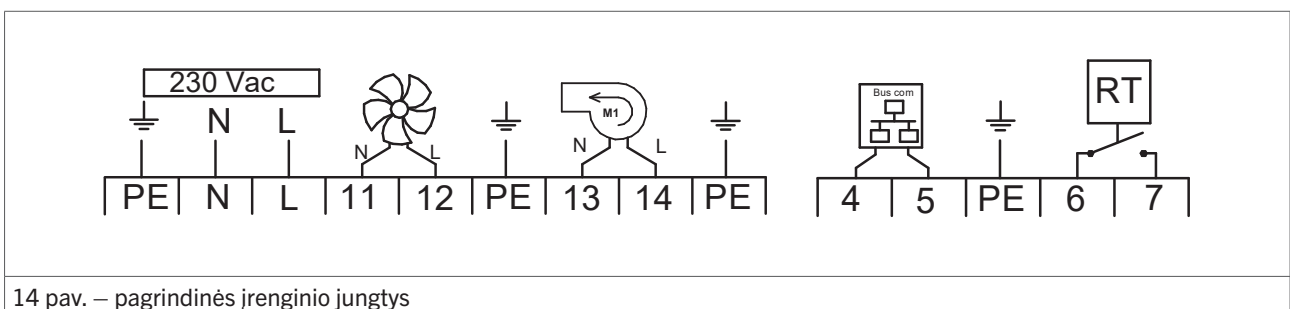 230 Vac
Bus com
RT
N L
M1
N L N L
PE N L 11 12 PE 13 14 PE 4 5 PE 6 7
14 pav. – pagrindinės įrenginio jungtys